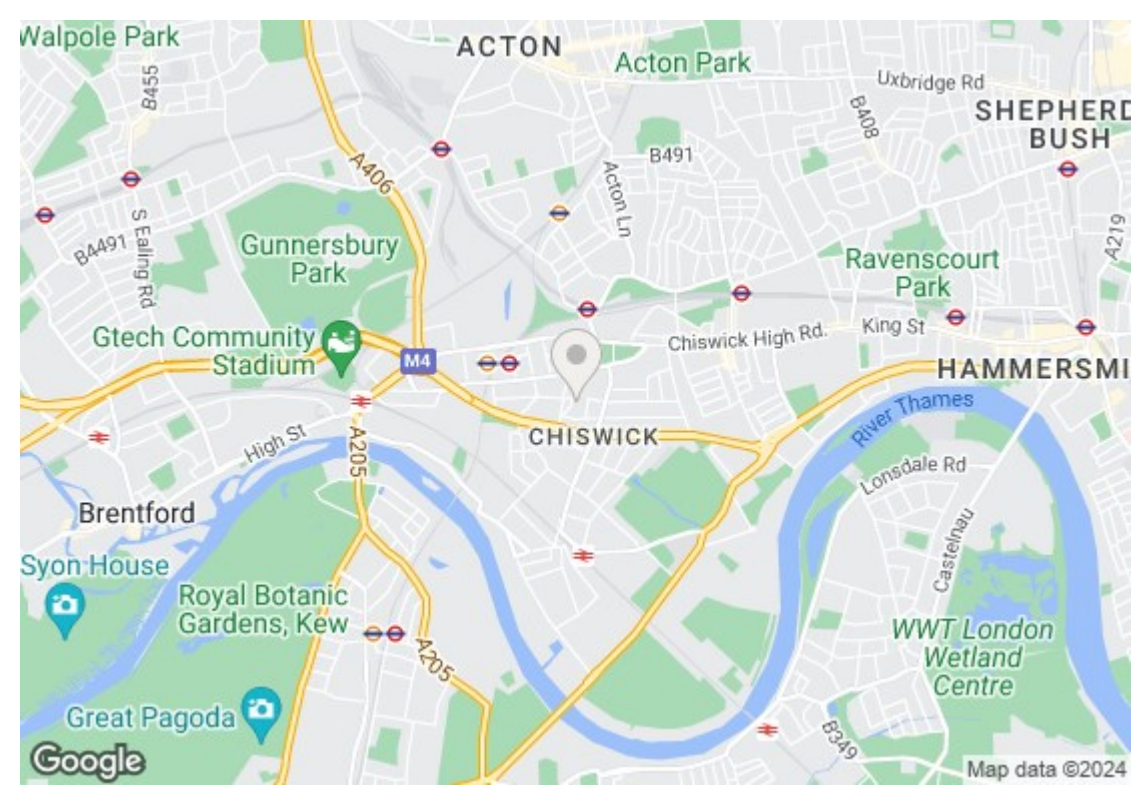 Walpole Park
ACTON
Acton Park
Uxbridge Rd
B455
B408
SHEPHERD
BUSH
A406
B491
Acton Ln
S Ealing Rd
B4491
A219
Gunnersbury
Park
Ravenscourt
Park
Gtech Community
Stadium
Chiswick High Rd.
King St
M4
HAMMERSMI
River Thames
CHISWICK
High St
A205
Lonsdale Rd
Brentford
Castelnau
Syon House
Royal Botanic
Gardens, Kew
A205
WWT London
Wetland
Centre
Great Pagoda
B349
Google
Map data ©2024